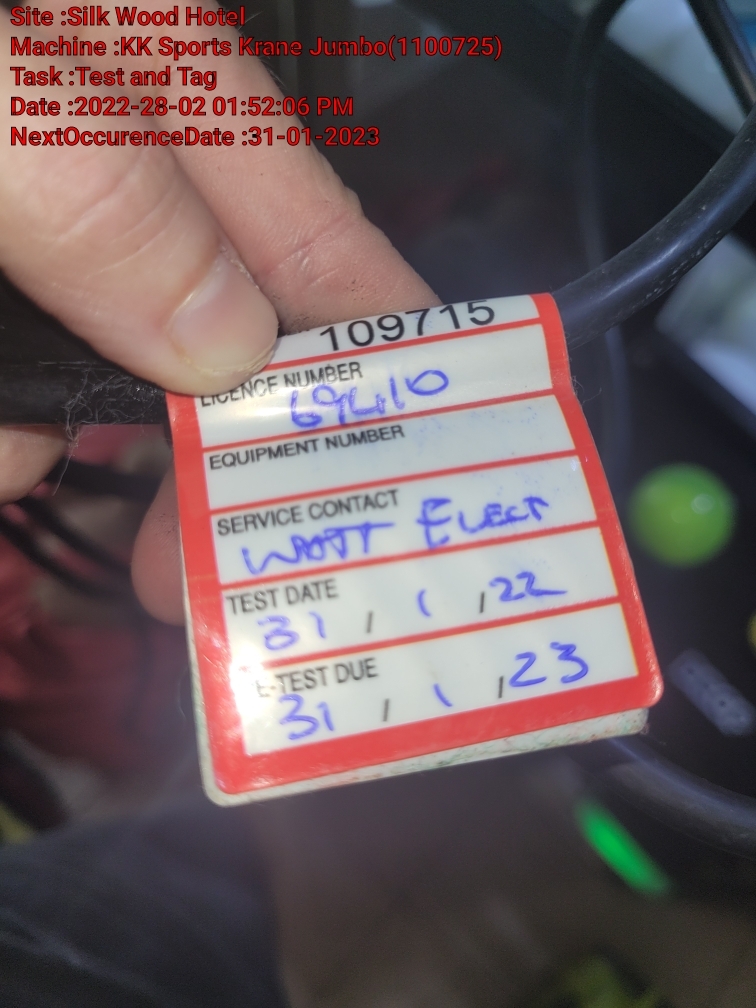 Site :Silk Wood Hotel
Machine :KK Sports Krane Jumbo(1100725)
Task :Test and Tag
Date :2022-28-02 01:52:06 PM
NextOccurenceDate :31-01-2023
109715
LICENCE NUMBER
69410
EQUIPMENT NUMBER
SERVICE CONTACT
WATT ELECT
TEST DATE
31 / 1 / 22
E-TEST DUE
31 / 1 / 23